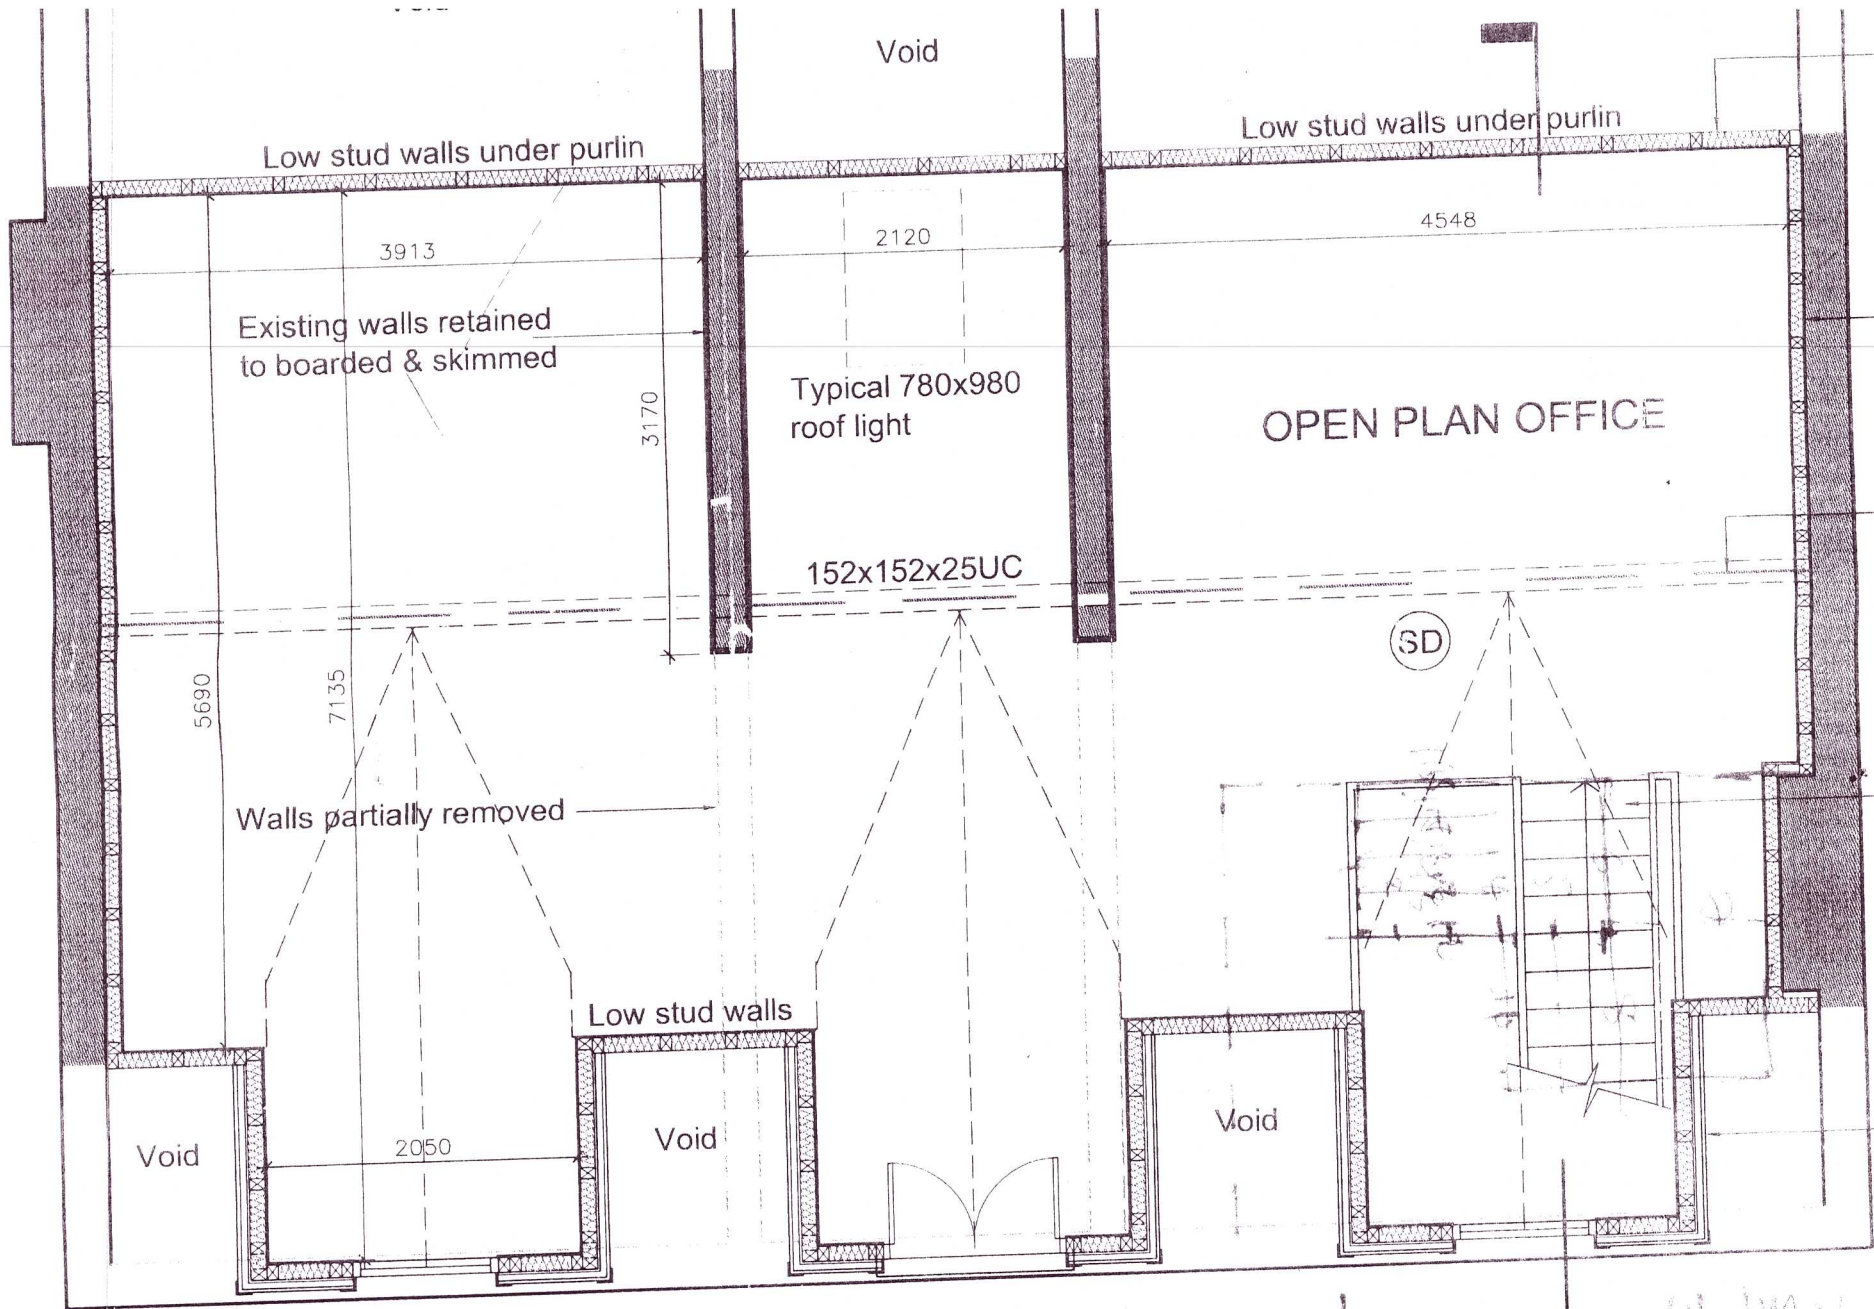 Void
Low stud walls under purlin
Low stud walls under purlin
3913
2120
4548
Existing walls retained
to boarded & skimmed
3170
Typical 780x980
roof light
OPEN PLAN OFFICE
152x152x25UC
SD
5690
7135
Walls partially removed
Low stud walls
Void
2050
Void
Void